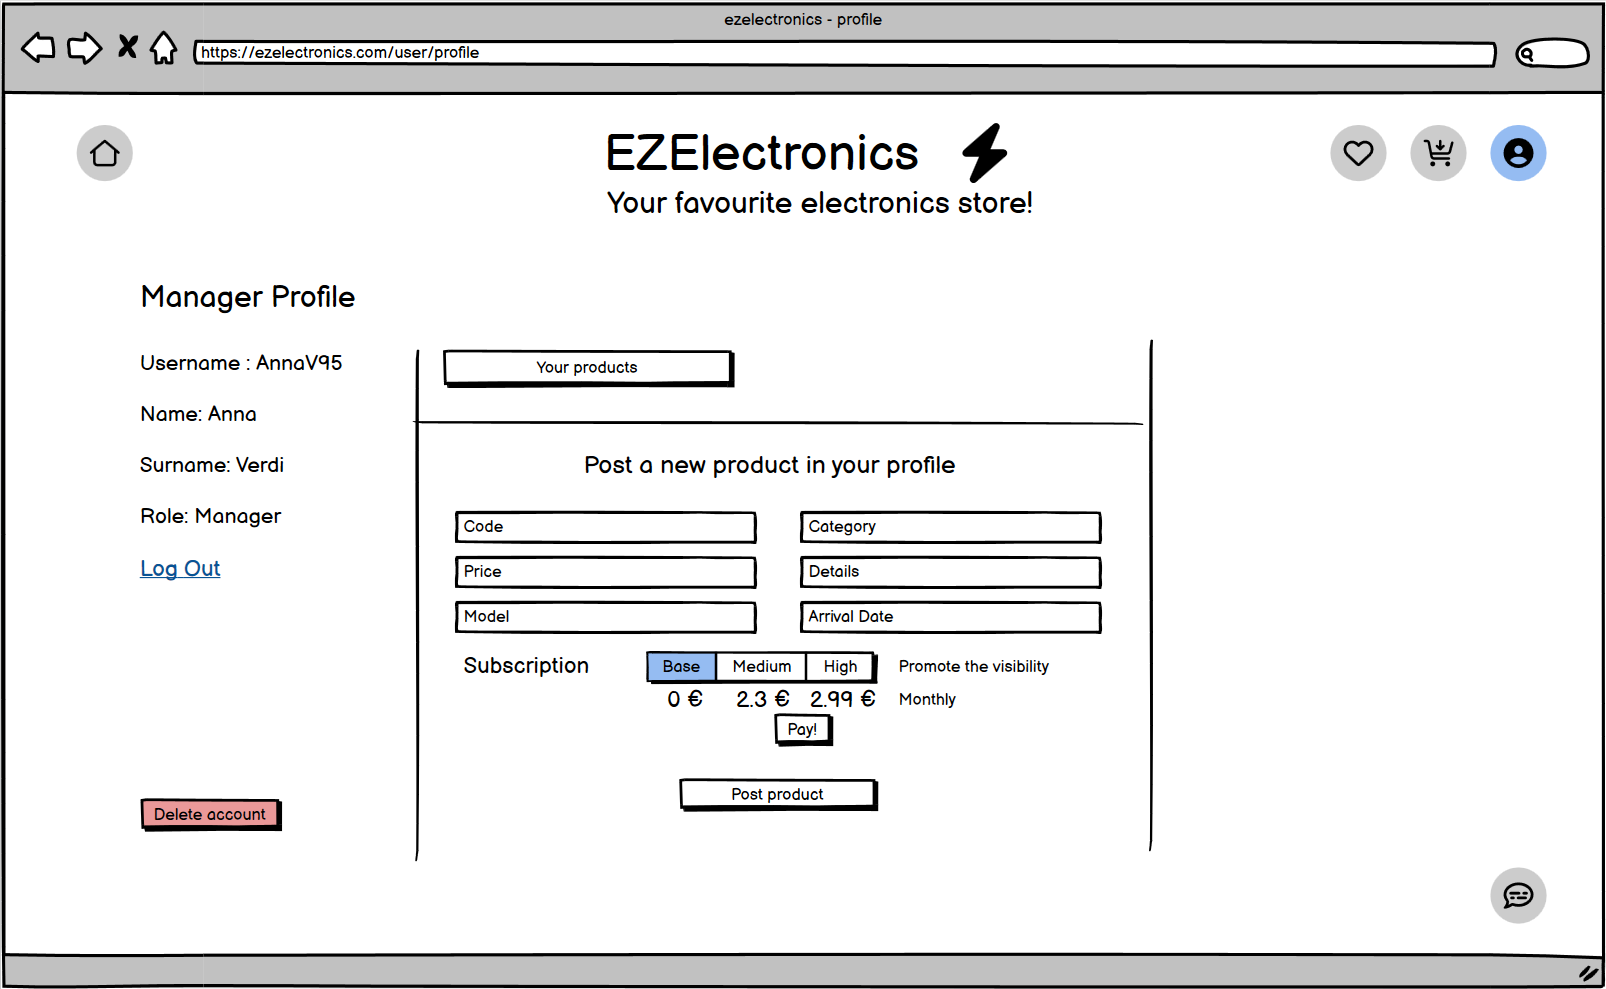 ezelectronics - profile
https://ezelectronics.com/user/profile
EZElectronics
Your favourite electronics store!
Manager Profile
Username : AnnaV95
Name: Anna
Surname: Verdi
Role: Manager
Log Out
Delete account
Your products
Post a new product in your profile
Code
Category
Price
Details
Model
Arrival Date
Subscription
Base Medium High
Promote the visibility
0 € 2.3 € 2.99 €
Monthly
Pay!
Post product